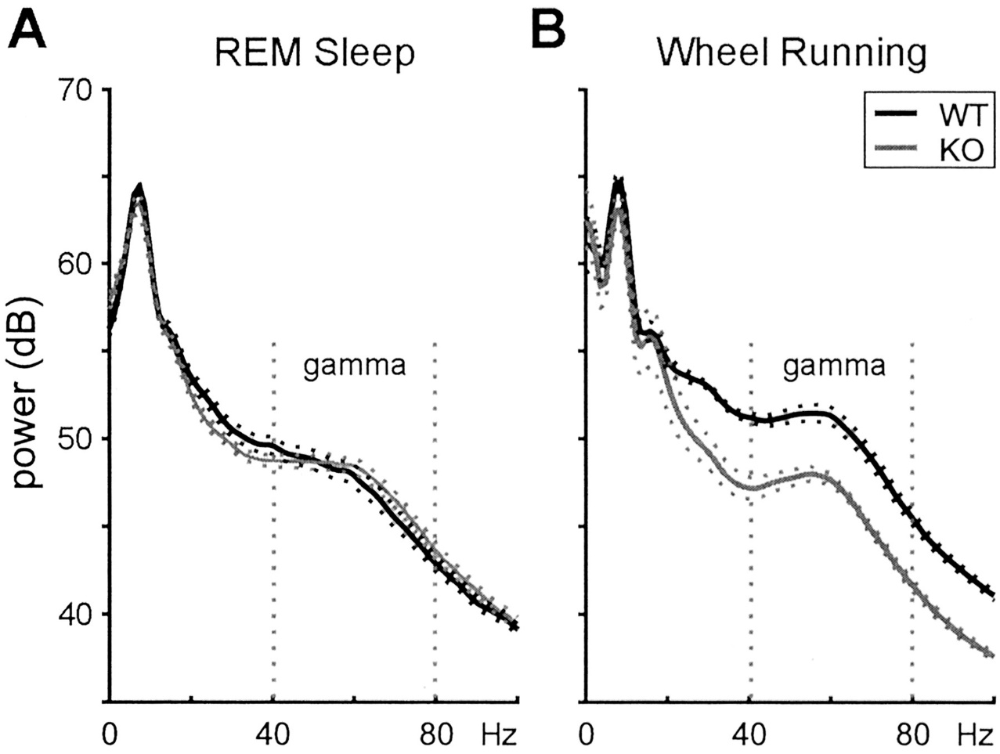 A
REM Sleep
B
Wheel Running
WT
KO
power (dB)
70
60
50
40
gamma
gamma
0
40
80
Hz
0
40
80
Hz